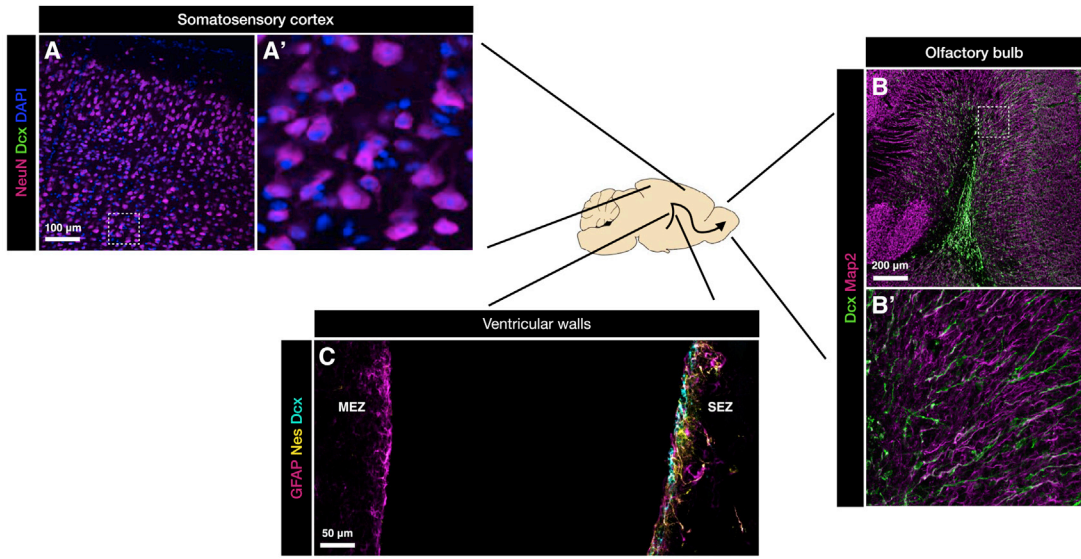 Somatosensory cortex
NeuN Dcx DAPI
A
A'
100 µm
Olfactory bulb
Dcx Map2
B
200 µm
B'
Ventricular walls
GFAP Nes Dcx
C
MEZ
SEZ
50 µm